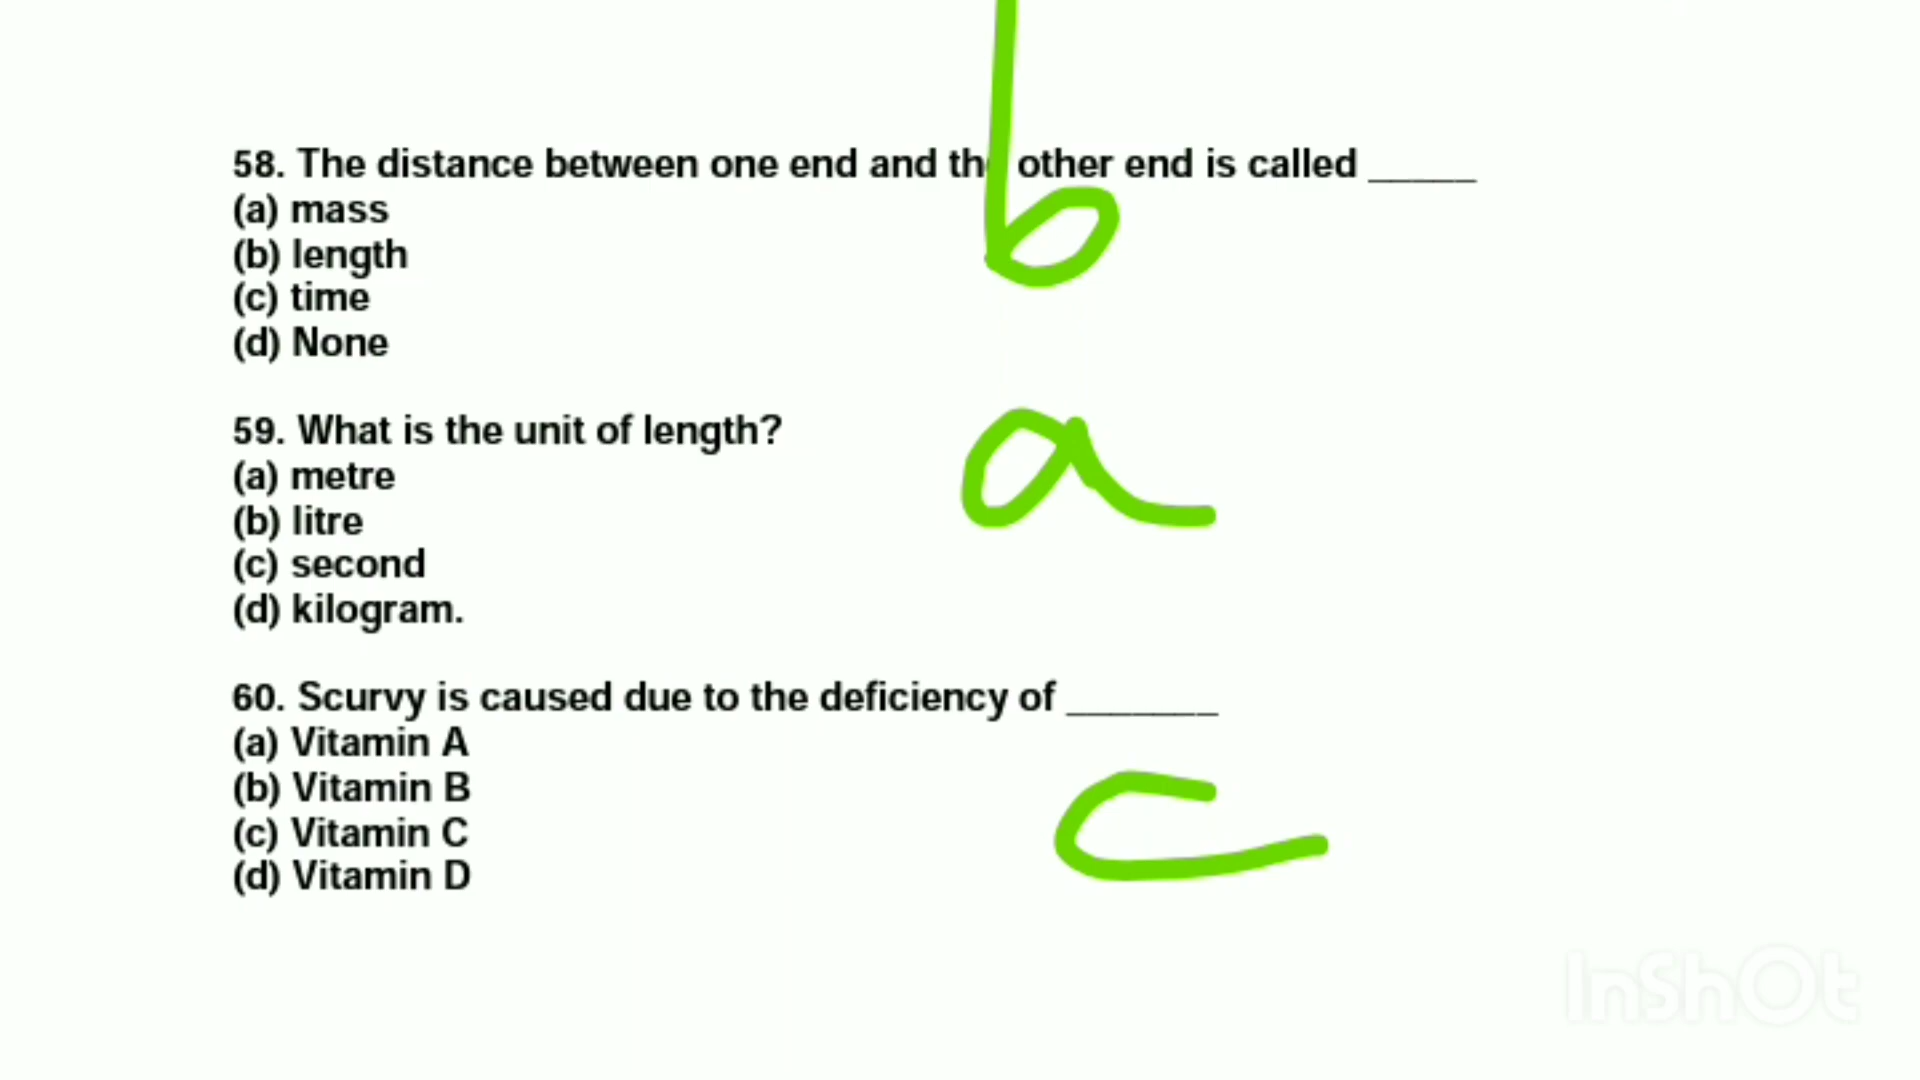 b
58. The distance between one end and th other end is called _____
(a) mass
(b) length
(c) time
(d) None
59. What is the unit of length?
a
(a) metre
(b) litre
(c) second
(d) kilogram.
60. Scurvy is caused due to the deficiency of _______
(a) Vitamin A
(b) Vitamin B
c
(c) Vitamin C
(d) Vitamin D
InShOt